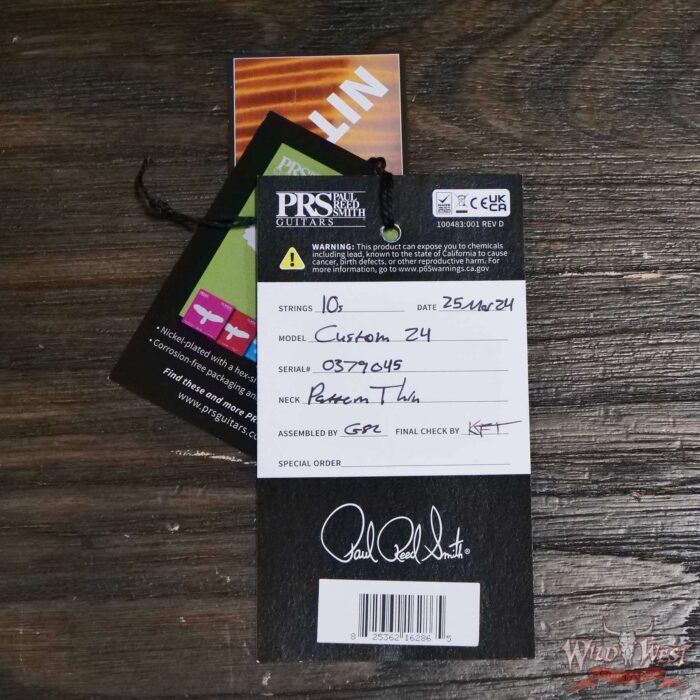 NIT
PRS
PRS PAUL
REED
SMITH
GUITARS
CE UK
CA
100483:001 REV D
WARNING: This product can expose you to chemicals
including lead, known to the state of California to cause
cancer, birth defects, or other reproductive harm. For
more information, go to www.p65warnings.ca.gov
STRINGS 10s DATE 25 Mar 24
MODEL Custom 24
SERIAL# 0379045
NECK Pattern Thin
ASSEMBLED BY FINAL CHECK BY KFT
SPECIAL ORDER
Paul Reed Smith®
8 25362 16286 5
• Nickel-plated with a hex-si
• Corrosion-free packaging an
Find these and more PR
www.prsguitars.co
WILD WEST